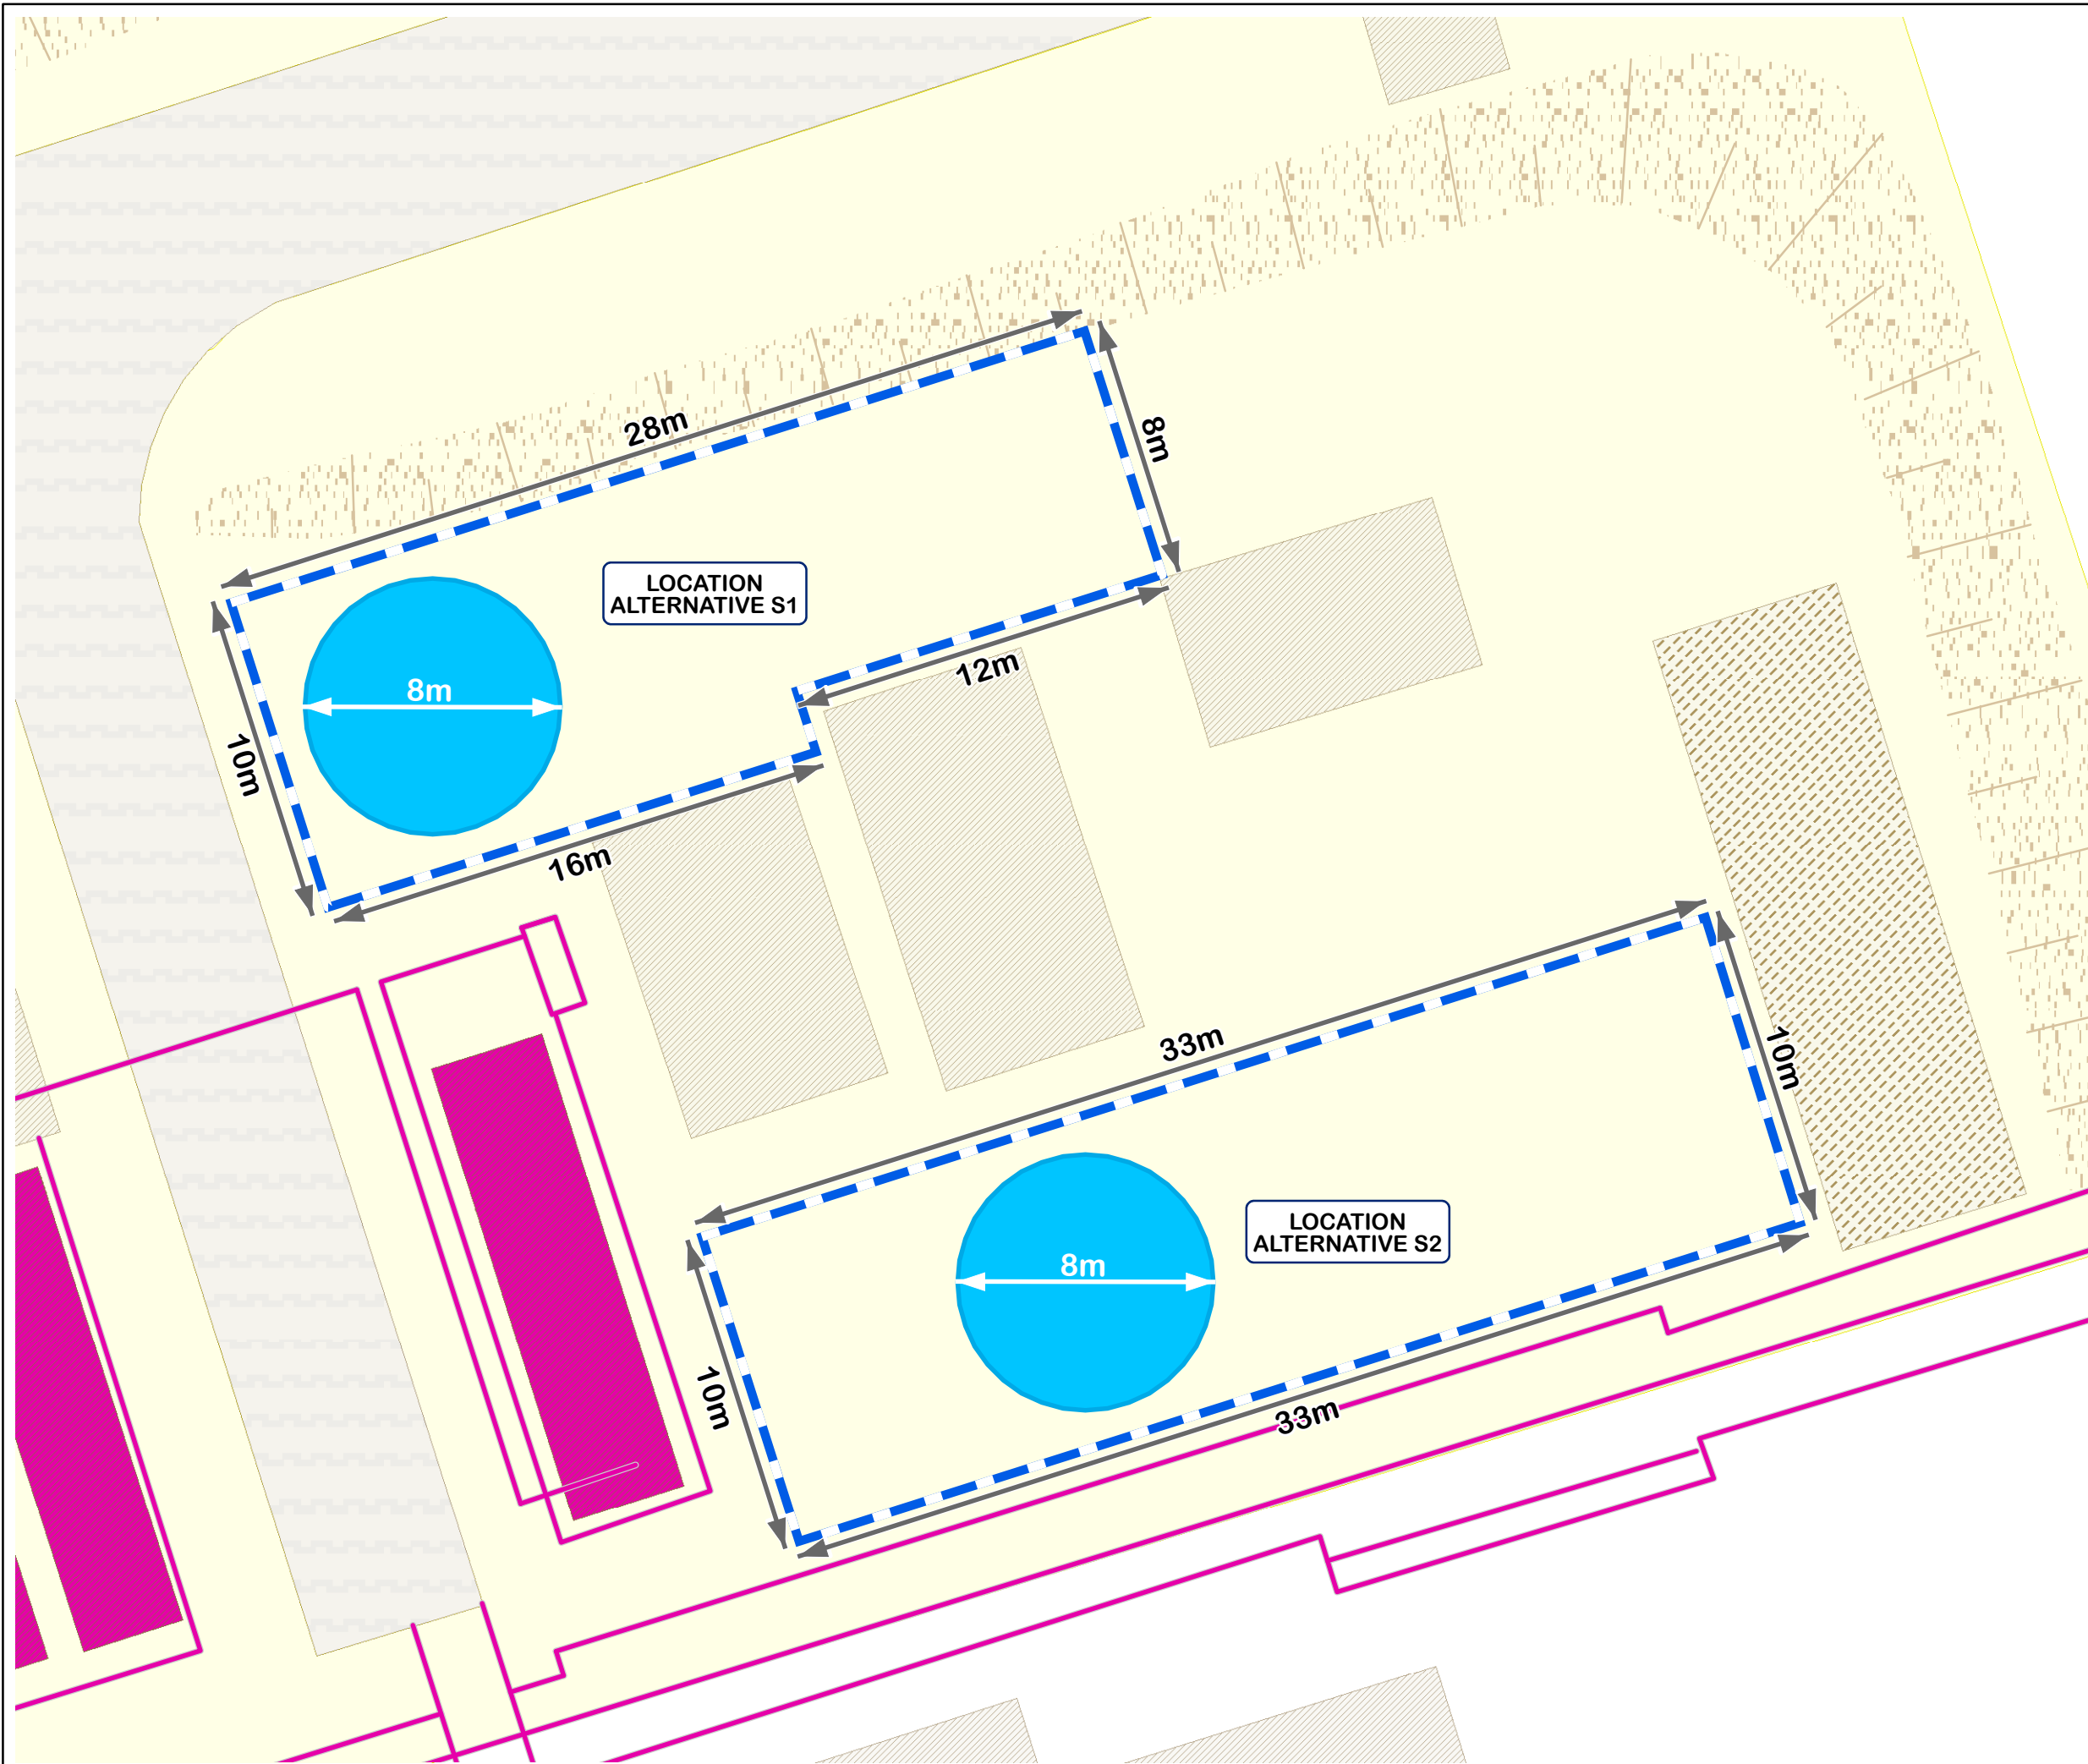 28m
8m
LOCATION
ALTERNATIVE S1
12m
8m
10m
16m
33m
10m
LOCATION
ALTERNATIVE S2
8m
10m
33m